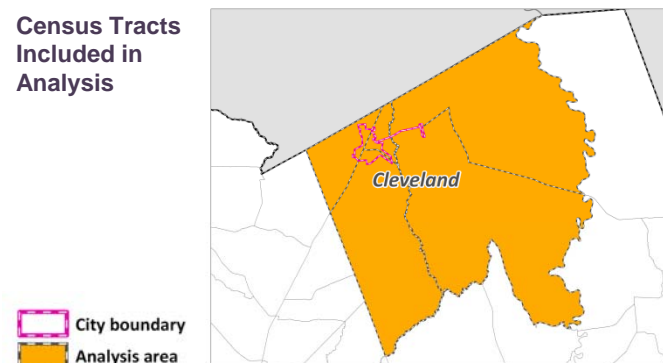 Census Tracts
Included in
Analysis
Cleveland
City boundary
Analysis area